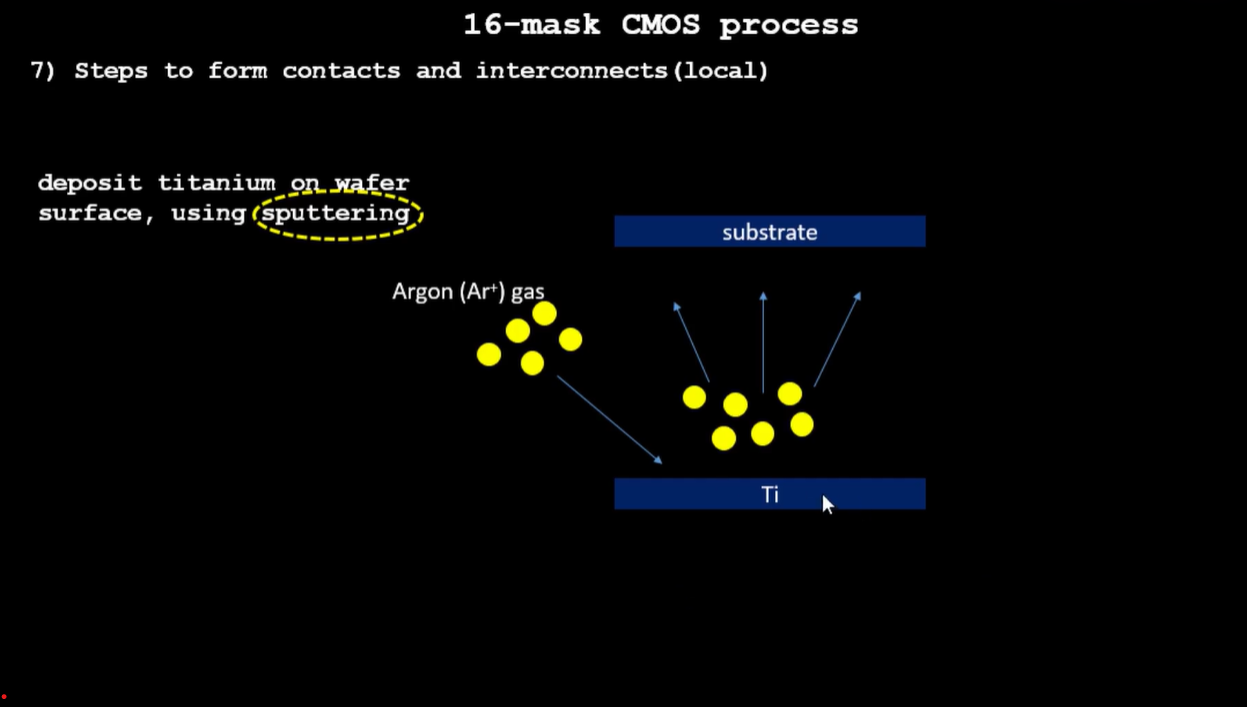 16-mask CMOS process
7) Steps to form contacts and interconnects(local)
deposit titanium on wafer
surface, using sputtering
substrate
Argon (Ar⁺) gas
Ti